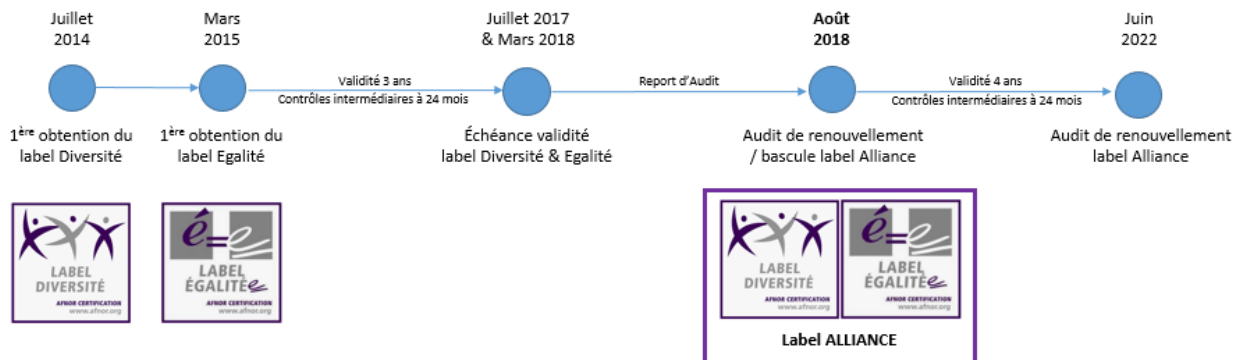 Juillet
2014
Mars
2015
Juillet 2017
& Mars 2018
Août
2018
Juin
2022
Validité 3 ans
Contrôles intermédiaires à 24 mois
Report d’Audit
Validité 4 ans
Contrôles intermédiaires à 24 mois
1ère obtention du
label Diversité
1ère obtention du
label Egalité
Échéance validité
label Diversité & Egalité
Audit de renouvellement
/ bascule label Alliance
Audit de renouvellement
label Alliance
LABEL
DIVERSITÉ
AFNOR CERTIFICATION
www.afnor.org
é=e
LABEL
ÉGALITÉe
AFNOR CERTIFICATION
www.afnor.org
LABEL
DIVERSITÉ
AFNOR CERTIFICATION
www.afnor.org
é=e
LABEL
ÉGALITÉe
AFNOR CERTIFICATION
www.afnor.org
Label ALLIANCE